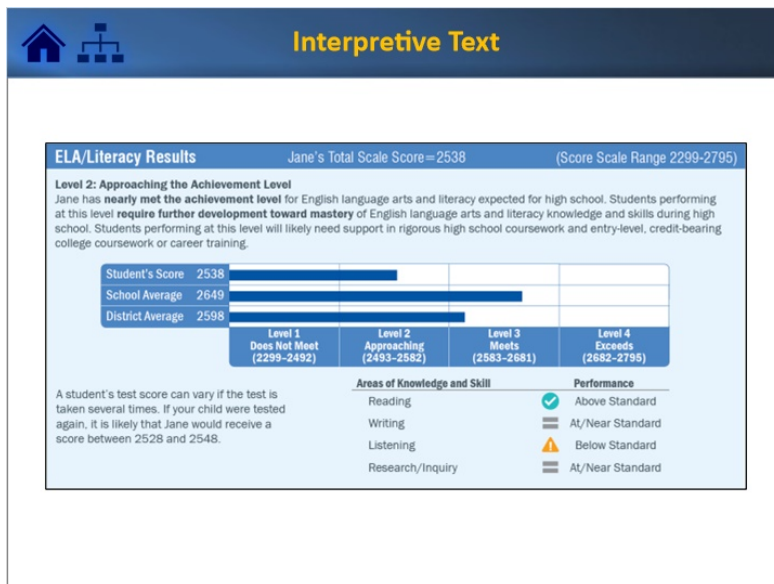 Interpretive Text
ELA/Literacy Results Jane's Total Scale Score=2538 (Score Scale Range 2299-2795)
Level 2: Approaching the Achievement Level
Jane has nearly met the achievement level for English language arts and literacy expected for high school. Students performing
at this level require further development toward mastery of English language arts and literacy knowledge and skills during high
school. Students performing at this level will likely need support in rigorous high school coursework and entry-level, credit-bearing
college coursework or career training.
Student's Score 2538
School Average 2649
District Average 2598
Level 1 Level 2 Level 3 Level 4
Does Not Meet Approaching Meets Exceeds
(2299–2492) (2493–2582) (2583–2681) (2682–2795)
A student's test score can vary if the test is
taken several times. If your child were tested
again, it is likely that Jane would receive a
score between 2528 and 2548.
Areas of Knowledge and Skill Performance
Reading Above Standard
Writing At/Near Standard
Listening Below Standard
Research/Inquiry At/Near Standard